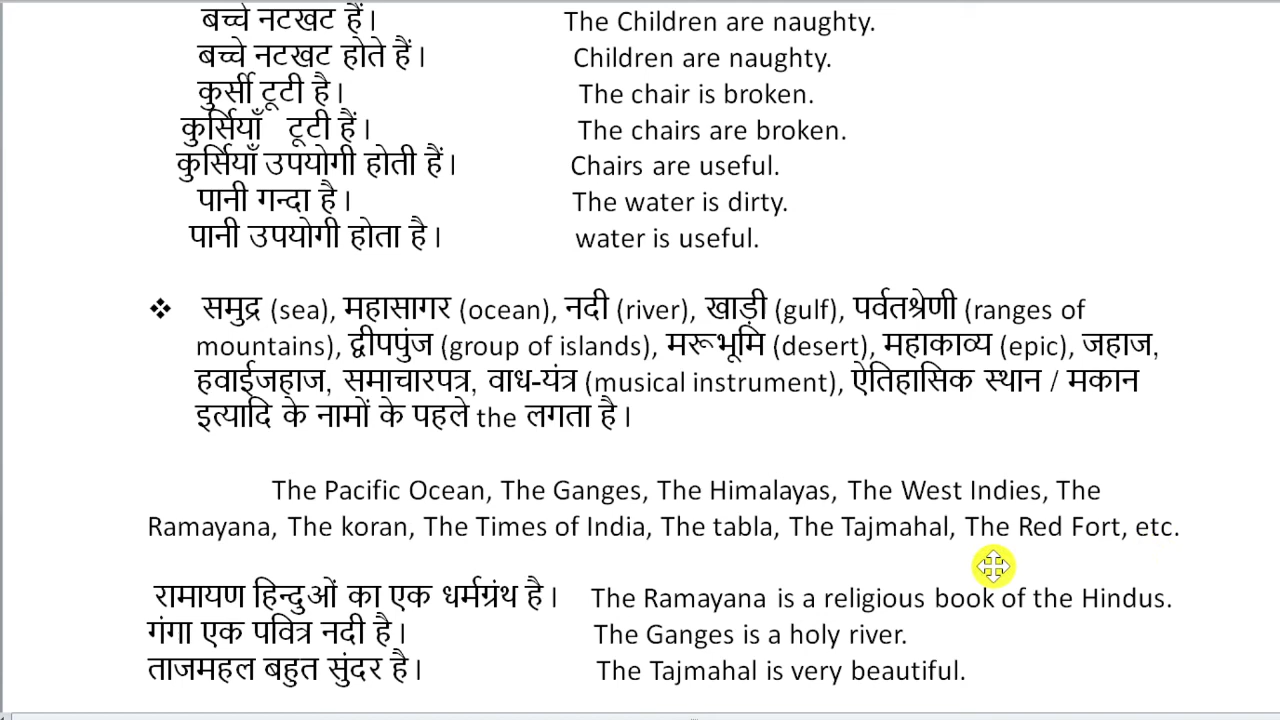 बच्चे नटखट हैं। The Children are naughty.
बच्चे नटखट होते हैं। Children are naughty.
कुर्सी टूटी है। The chair is broken.
कुर्सियाँ टूटी हैं। The chairs are broken.
कुर्सियाँ उपयोगी होती हैं। Chairs are useful.
पानी गन्दा है। The water is dirty.
पानी उपयोगी होता है। water is useful.
❖ समुद्र (sea), महासागर (ocean), नदी (river), खाड़ी (gulf), पर्वतश्रेणी (ranges of
mountains), द्वीपपुंज (group of islands), मरूभूमि (desert), महाकाव्य (epic), जहाज,
हवाईजहाज, समाचारपत्र, वाध-यंत्र (musical instrument), ऐतिहासिक स्थान / मकान
इत्यादि के नामों के पहले the लगता है।
The Pacific Ocean, The Ganges, The Himalayas, The West Indies, The
Ramayana, The koran, The Times of India, The tabla, The Tajmahal, The Red Fort, etc.
रामायण हिन्दुओं का एक धर्मग्रंथ है। The Ramayana is a religious book of the Hindus.
गंगा एक पवित्र नदी है। The Ganges is a holy river.
ताजमहल बहुत सुंदर है। The Tajmahal is very beautiful.